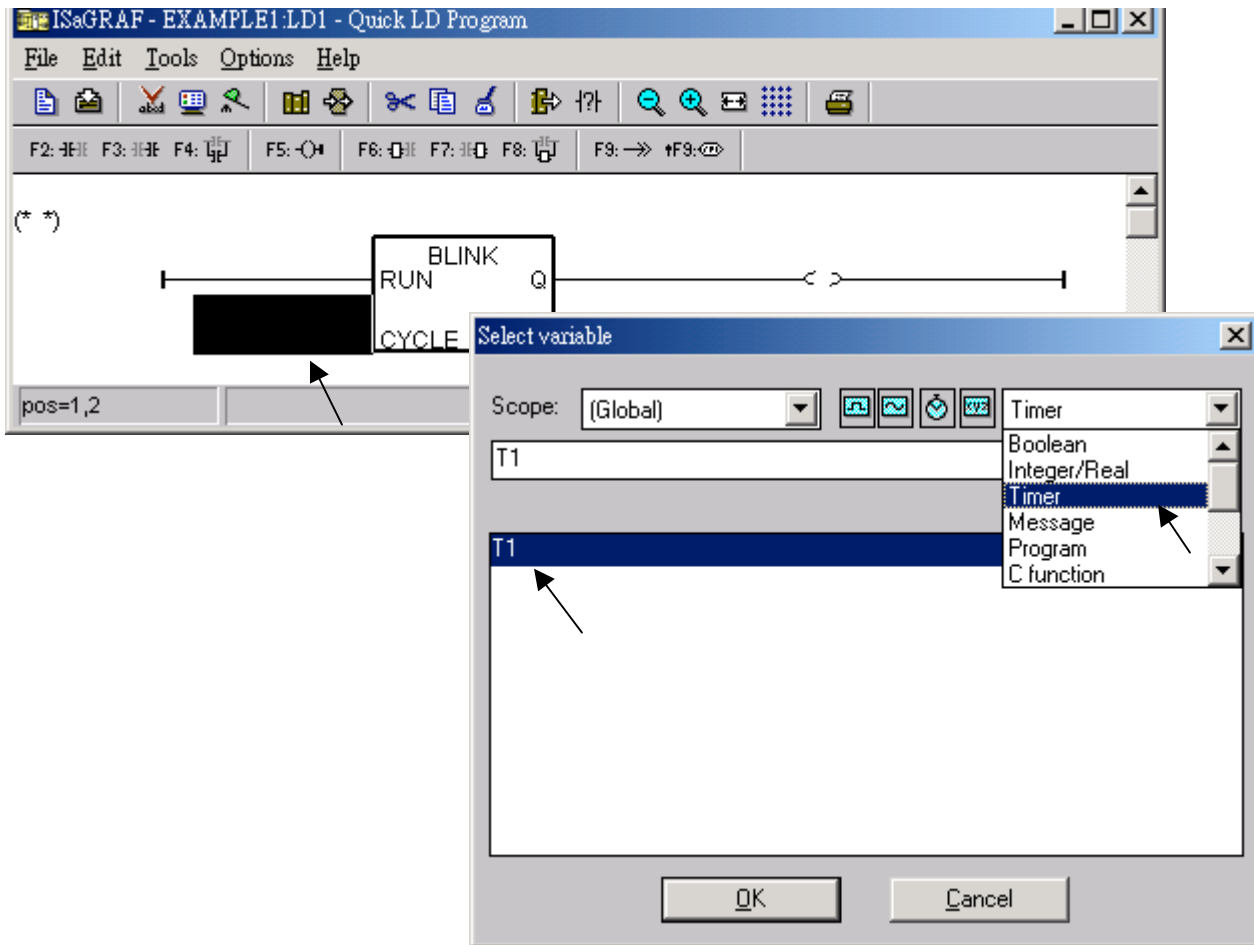 ISaGRAF - EXAMPLE1:LD1 - Quick LD Program
File Edit Tools Options Help
abcd
F2: F3: F4: F5: F6: F7: F8: F9: F9:
(* *)
BLINK
RUN Q
CYCLE
pos=1,2
Select variable
Scope: (Global) xyz Timer
T1
Boolean
Integer/Real
Timer
Message
Program
C function
T1
OK Cancel